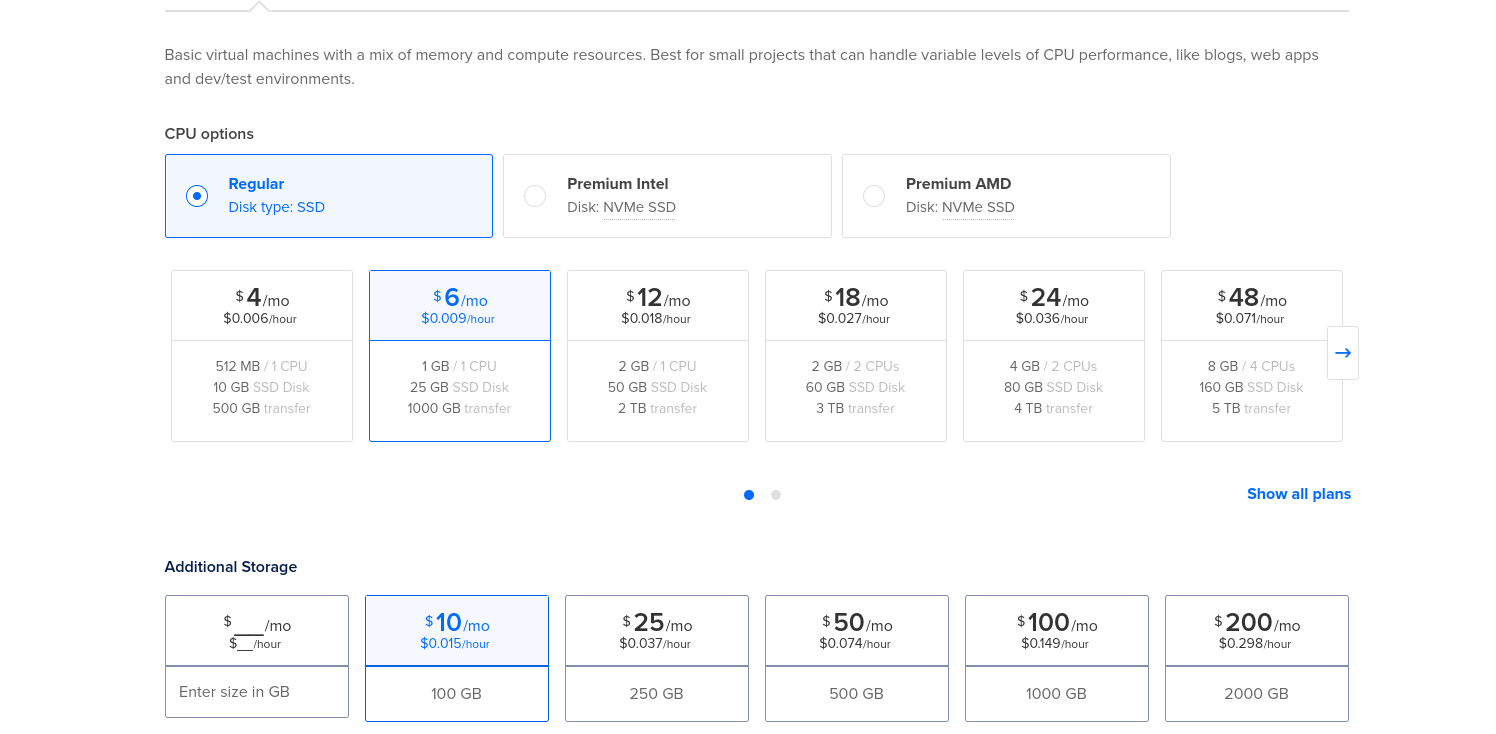 Basic virtual machines with a mix of memory and compute resources. Best for small projects that can handle variable levels of CPU performance, like blogs, web apps
and dev/test environments.
CPU options
Regular
Disk type: SSD
Premium Intel
Disk: NVMe SSD
Premium AMD
Disk: NVMe SSD
$4/mo
$0.006/hour
512 MB / 1 CPU
10 GB SSD Disk
500 GB transfer
$6/mo
$0.009/hour
1 GB / 1 CPU
25 GB SSD Disk
1000 GB transfer
$12/mo
$0.018/hour
2 GB / 1 CPU
50 GB SSD Disk
2 TB transfer
$18/mo
$0.027/hour
2 GB / 2 CPUs
60 GB SSD Disk
3 TB transfer
$24/mo
$0.036/hour
4 GB / 2 CPUs
80 GB SSD Disk
4 TB transfer
$48/mo
$0.071/hour
8 GB / 4 CPUs
160 GB SSD Disk
5 TB transfer
Show all plans
Additional Storage
$___/mo
$__/hour
Enter size in GB
$10/mo
$0.015/hour
100 GB
$25/mo
$0.037/hour
250 GB
$50/mo
$0.074/hour
500 GB
$100/mo
$0.149/hour
1000 GB
$200/mo
$0.298/hour
2000 GB